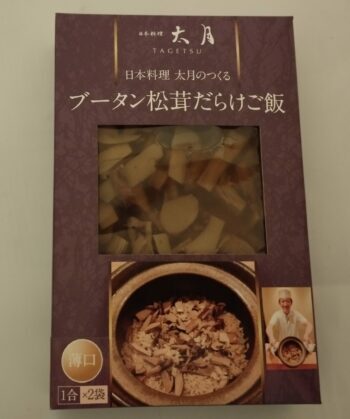 日本料理 太月
TAGETSU
日本料理 太月のつくる
ブータン松茸だらけご飯
薄口
1合×2袋